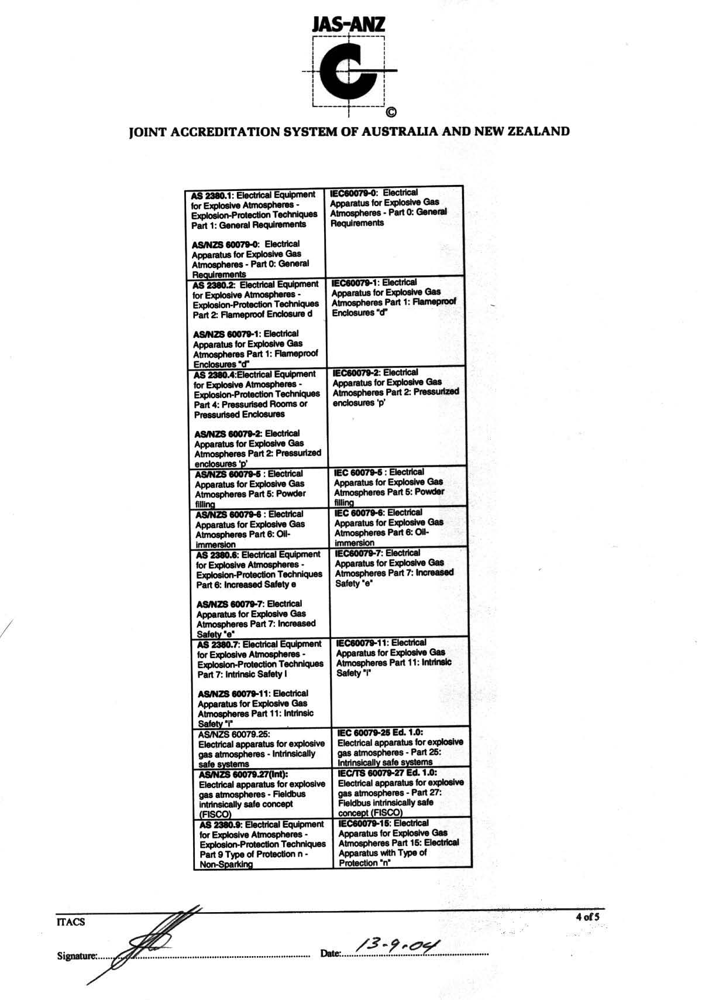 JAS-ANZ
©
JOINT ACCREDITATION SYSTEM OF AUSTRALIA AND NEW ZEALAND
AS 2380.1: Electrical Equipment
for Explosive Atmospheres -
Explosion-Protection Techniques
Part 1: General Requirements
AS/NZS 60079-0: Electrical
Apparatus for Explosive Gas
Atmospheres - Part 0: General
Requirements
IEC60079-0: Electrical
Apparatus for Explosive Gas
Atmospheres - Part 0: General
Requirements
AS 2380.2: Electrical Equipment
for Explosive Atmospheres -
Explosion-Protection Techniques
Part 2: Flameproof Enclosure d
AS/NZS 60079-1: Electrical
Apparatus for Explosive Gas
Atmospheres Part 1: Flameproof
Enclosures "d"
IEC60079-1: Electrical
Apparatus for Explosive Gas
Atmospheres Part 1: Flameproof
Enclosures "d"
AS 2380.4:Electrical Equipment
for Explosive Atmospheres -
Explosion-Protection Techniques
Part 4: Pressurised Rooms or
Pressurised Enclosures
AS/NZS 60079-2: Electrical
Apparatus for Explosive Gas
Atmospheres Part 2: Pressurized
enclosures 'p'
IEC60079-2: Electrical
Apparatus for Explosive Gas
Atmospheres Part 2: Pressurized
enclosures 'p'
AS/NZS 60079-5 : Electrical
Apparatus for Explosive Gas
Atmospheres Part 5: Powder
filling
IEC 60079-5 : Electrical
Apparatus for Explosive Gas
Atmospheres Part 5: Powder
filling
AS/NZS 60079-6 : Electrical
Apparatus for Explosive Gas
Atmospheres Part 6: Oil-
immersion
IEC 60079-6: Electrical
Apparatus for Explosive Gas
Atmospheres Part 6: Oil-
immersion
AS 2380.6: Electrical Equipment
for Explosive Atmospheres -
Explosion-Protection Techniques
Part 6: Increased Safety e
AS/NZS 60079-7: Electrical
Apparatus for Explosive Gas
Atmospheres Part 7: Increased
Safety "e"
IEC60079-7: Electrical
Apparatus for Explosive Gas
Atmospheres Part 7: Increased
Safety "e"
AS 2380.7: Electrical Equipment
for Explosive Atmospheres -
Explosion-Protection Techniques
Part 7: Intrinsic Safety I
AS/NZS 60079-11: Electrical
Apparatus for Explosive Gas
Atmospheres Part 11: Intrinsic
Safety "i"
IEC60079-11: Electrical
Apparatus for Explosive Gas
Atmospheres Part 11: Intrinsic
Safety "i"
AS/NZS 60079.25:
Electrical apparatus for explosive
gas atmospheres - Intrinsically
safe systems
IEC 60079-25 Ed. 1.0:
Electrical apparatus for explosive
gas atmospheres - Part 25:
Intrinsically safe systems
AS/NZS 60079.27(Int):
Electrical apparatus for explosive
gas atmospheres - Fieldbus
intrinsically safe concept
(FISCO)
IEC/TS 60079-27 Ed. 1.0:
Electrical apparatus for explosive
gas atmospheres - Part 27:
Fieldbus intrinsically safe
concept (FISCO)
AS 2380.9: Electrical Equipment
for Explosive Atmospheres -
Explosion-Protection Techniques
Part 9 Type of Protection n -
Non-Sparking
IEC60079-15: Electrical
Apparatus for Explosive Gas
Atmospheres Part 15: Electrical
Apparatus with Type of
Protection "n"
ITACS
4 of 5
Signature:
Date: 13-9-04